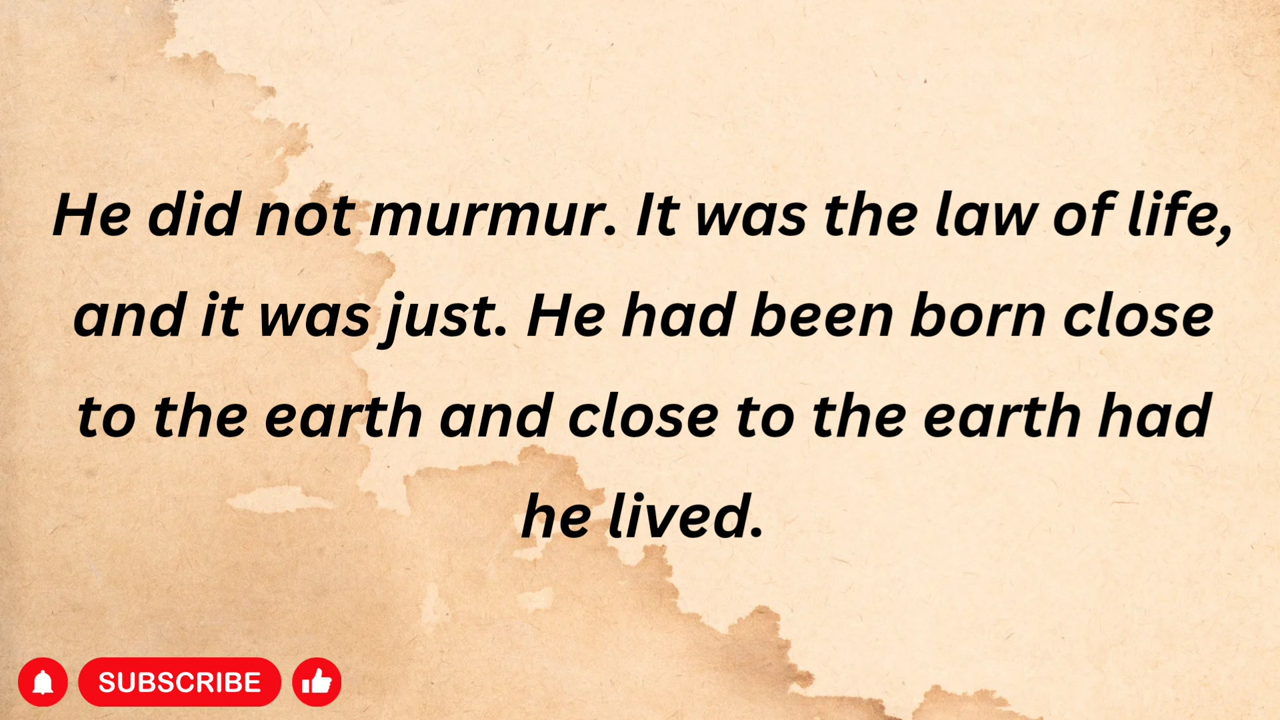 He did not murmur. It was the law of life,
and it was just. He had been born close
to the earth and close to the earth had
he lived.
SUBSCRIBE